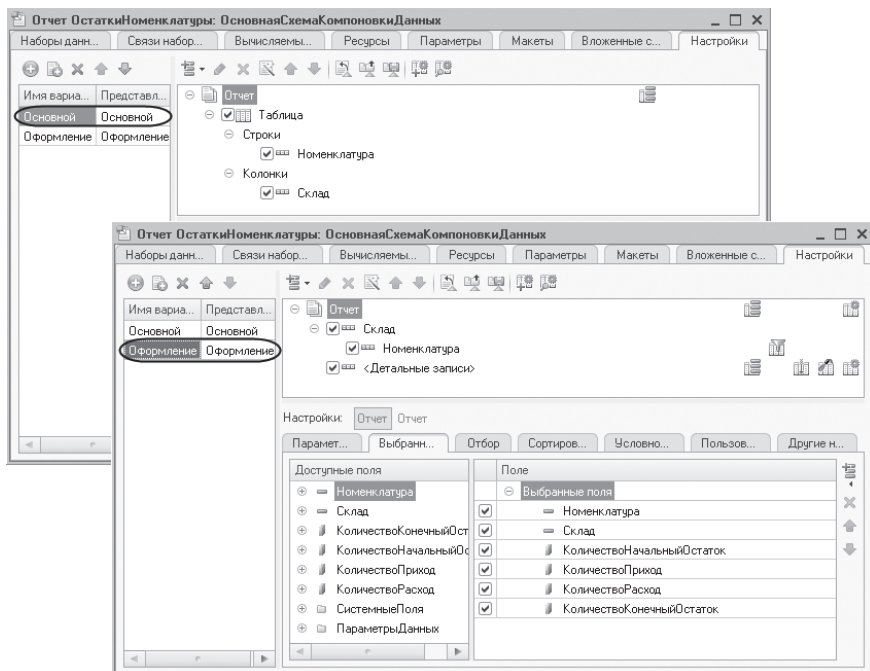 Отчет ОстаткиНоменклатуры: ОсновнаяСхемаКомпоновкиДанных
Наборы данн... Связи набор... Вычисляемы... Ресурсы Параметры Макеты Вложенные с... Настройки
Имя вариа... Представл...
Основной Основной
Оформление Оформление
Отчет
Таблица
Строки
Номенклатура
Колонки
Склад
Отчет ОстаткиНоменклатуры: ОсновнаяСхемаКомпоновкиДанных
Наборы данн... Связи набор... Вычисляемы... Ресурсы Параметры Макеты Вложенные с... Настройки
Имя вариа... Представл...
Основной Основной
Оформление Оформление
Отчет
Склад
Номенклатура
<Детальные записи>
Настройки: Отчет Отчет
Парамет... Выбранн... Отбор Сортиров... Условно... Пользов... Другие н...
Доступные поля
Номенклатура
Склад
КоличествоКонечныйОст
КоличествоНачальныйОс
КоличествоПриход
КоличествоРасход
СистемныеПоля
ПараметрыДанных
Поле
Выбранные поля
Номенклатура
Склад
КоличествоНачальныйОстаток
КоличествоПриход
КоличествоРасход
КоличествоКонечныйОстаток